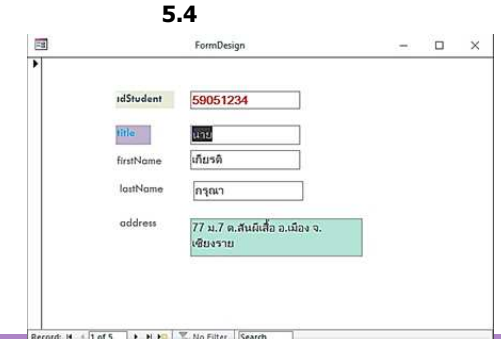 5.4
FormDesign
idStudent 59051234
title นาย
firstName เกียรติ
lastName กรุณา
address 77 ม.7 ต.สันผีเสื้อ อ.เมือง จ.
เชียงราย
Record: 1 of 5 No Filter Search